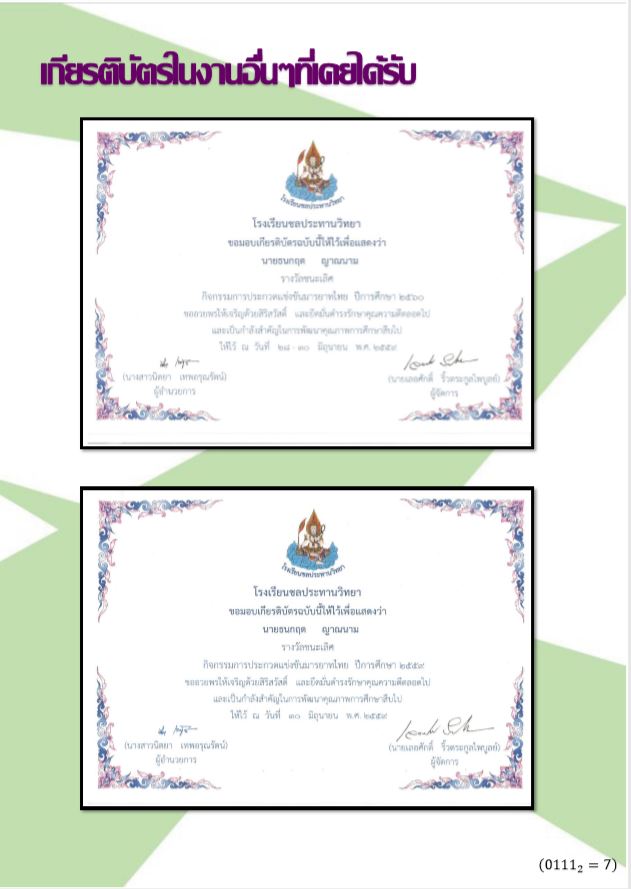 เกียรติบัตรในงานอื่นๆที่เคยได้รับ
โรงเรียนชลประทานวิทยา
โรงเรียนชลประทานวิทยา
ขอมอบเกียรติบัตรฉบับนี้ให้ไว้เพื่อแสดงว่า
นายธนกฤต ญาณนาม
รางวัลชนะเลิศ
กิจกรรมการประกวดแข่งขันมารยาทไทย ปีการศึกษา ๒๕๖๐
ขออวยพรให้เจริญด้วยสิริสวัสดิ์ และยึดมั่นดำรงรักษาคุณความดีตลอดไป
และเป็นกำลังสำคัญในการพัฒนาคุณภาพการศึกษาสืบไป
ให้ไว้ ณ วันที่ ๒๘ - ๓๐ มิถุนายน พ.ศ. ๒๕๕๙
(นางสาวนิตยา เทพอรุณรัตน์) (นายเลอศักดิ์ ริ้วตระกูลไพบูลย์)
ผู้อำนวยการ ผู้จัดการ
โรงเรียนชลประทานวิทยา
โรงเรียนชลประทานวิทยา
ขอมอบเกียรติบัตรฉบับนี้ให้ไว้เพื่อแสดงว่า
นายธนกฤต ญาณนาม
รางวัลชนะเลิศ
กิจกรรมการประกวดแข่งขันมารยาทไทย ปีการศึกษา ๒๕๕๙
ขออวยพรให้เจริญด้วยสิริสวัสดิ์ และยึดมั่นดำรงรักษาคุณความดีตลอดไป
และเป็นกำลังสำคัญในการพัฒนาคุณภาพการศึกษาสืบไป
ให้ไว้ ณ วันที่ ๓๐ มิถุนายน พ.ศ. ๒๕๕๙
(นางสาวนิตยา เทพอรุณรัตน์) (นายเลอศักดิ์ ริ้วตระกูลไพบูลย์)
ผู้อำนวยการ ผู้จัดการ
(0111₂ = 7)